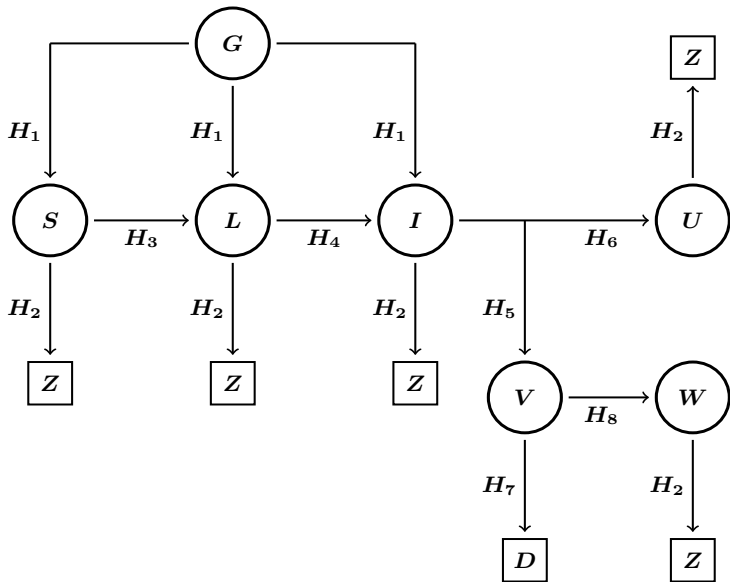 G
Z
H₁ H₁ H₁ H₂
S L I U
H₃ H₄ H₆
H₂ H₂ H₂ H₅
Z Z Z
V W
H₈
H₇ H₂
D Z